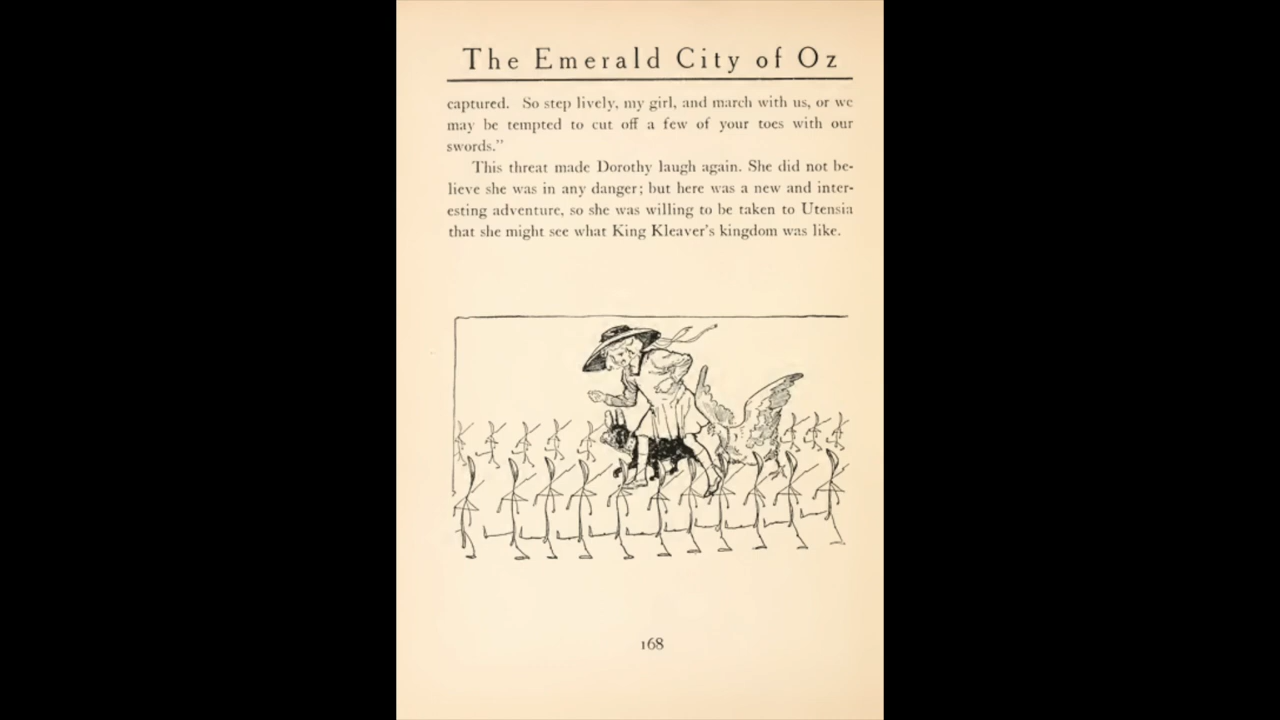 The Emerald City of Oz
captured. So step lively, my girl, and march with us, or we
may be tempted to cut off a few of your toes with our
swords.”
This threat made Dorothy laugh again. She did not be-
lieve she was in any danger; but here was a new and inter-
esting adventure, so she was willing to be taken to Utensia
that she might see what King Kleaver’s kingdom was like.
168